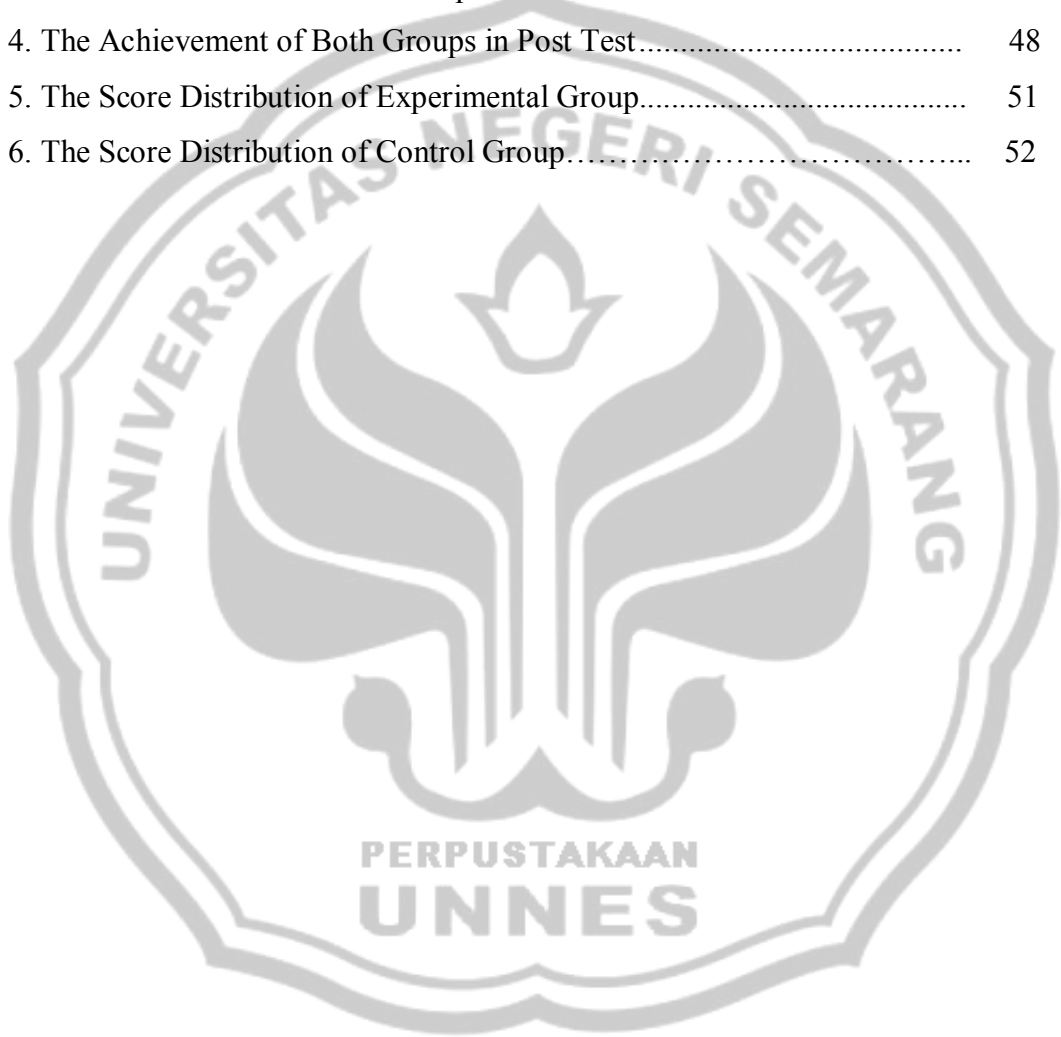 4. The Achievement of Both Groups in Post Test..................................... 48
5. The Score Distribution of Experimental Group..................................... 51
6. The Score Distribution of Control Group…………………………………... 52
UNIVERSITAS NEGERI SEMARANG
PERPUSTAKAAN
UNNES